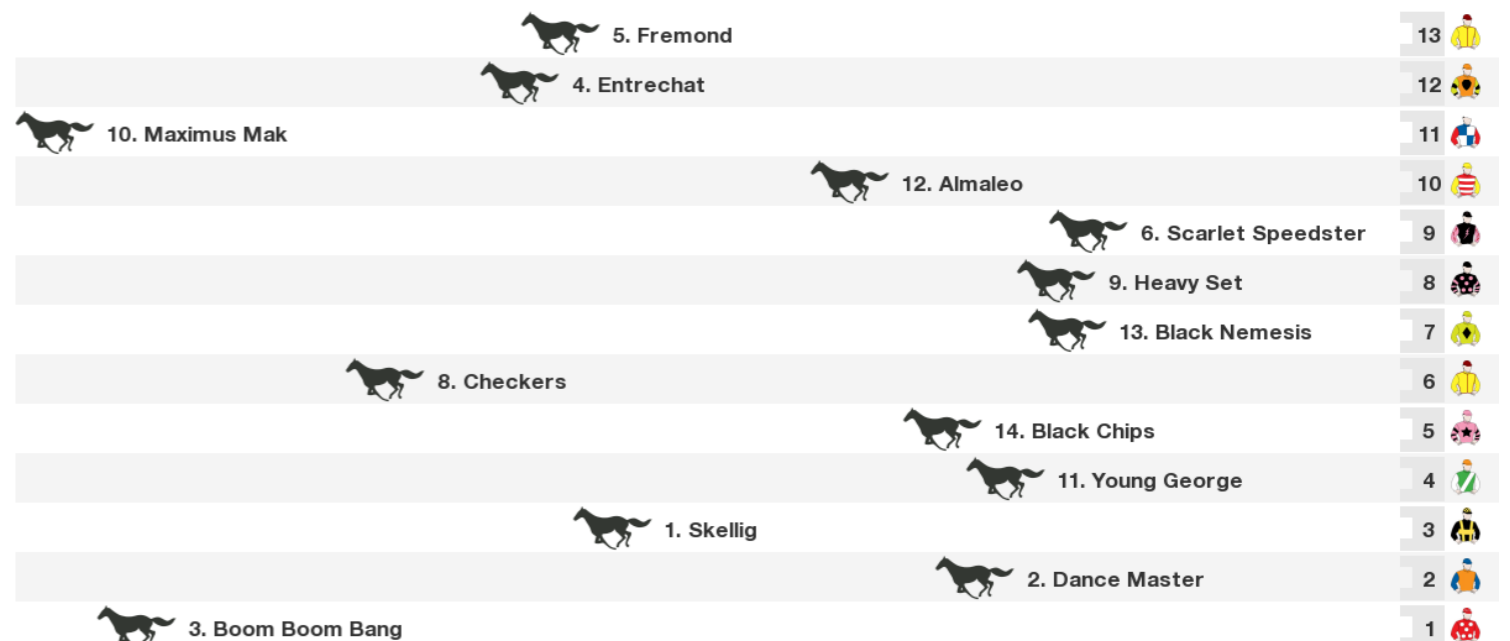 5. Fremond 13
4. Entrechat 12
10. Maximus Mak 11
12. Almaleo 10
6. Scarlet Speedster 9
9. Heavy Set 8
13. Black Nemesis 7
8. Checkers 6
14. Black Chips 5
11. Young George 4
1. Skellig 3
2. Dance Master 2
3. Boom Boom Bang 1